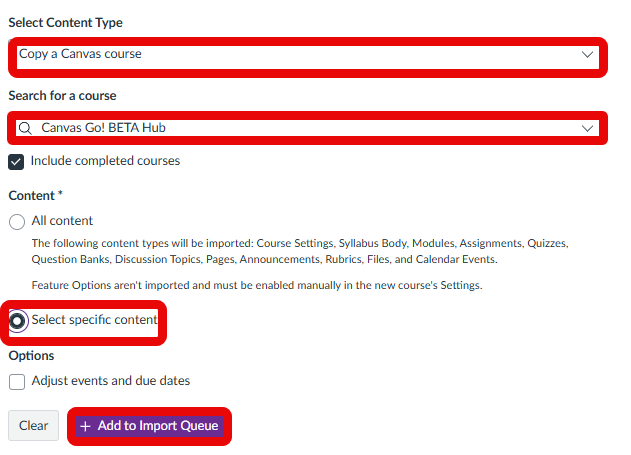 Select Content Type
Copy a Canvas course
Search for a course
Canvas Go! BETA Hub
Include completed courses
Content *
All content
The following content types will be imported: Course Settings, Syllabus Body, Modules, Assignments, Quizzes,
Question Banks, Discussion Topics, Pages, Announcements, Rubrics, Files, and Calendar Events.
Feature Options aren't imported and must be enabled manually in the new course's Settings.
Select specific content
Options
Adjust events and due dates
Clear
+ Add to Import Queue